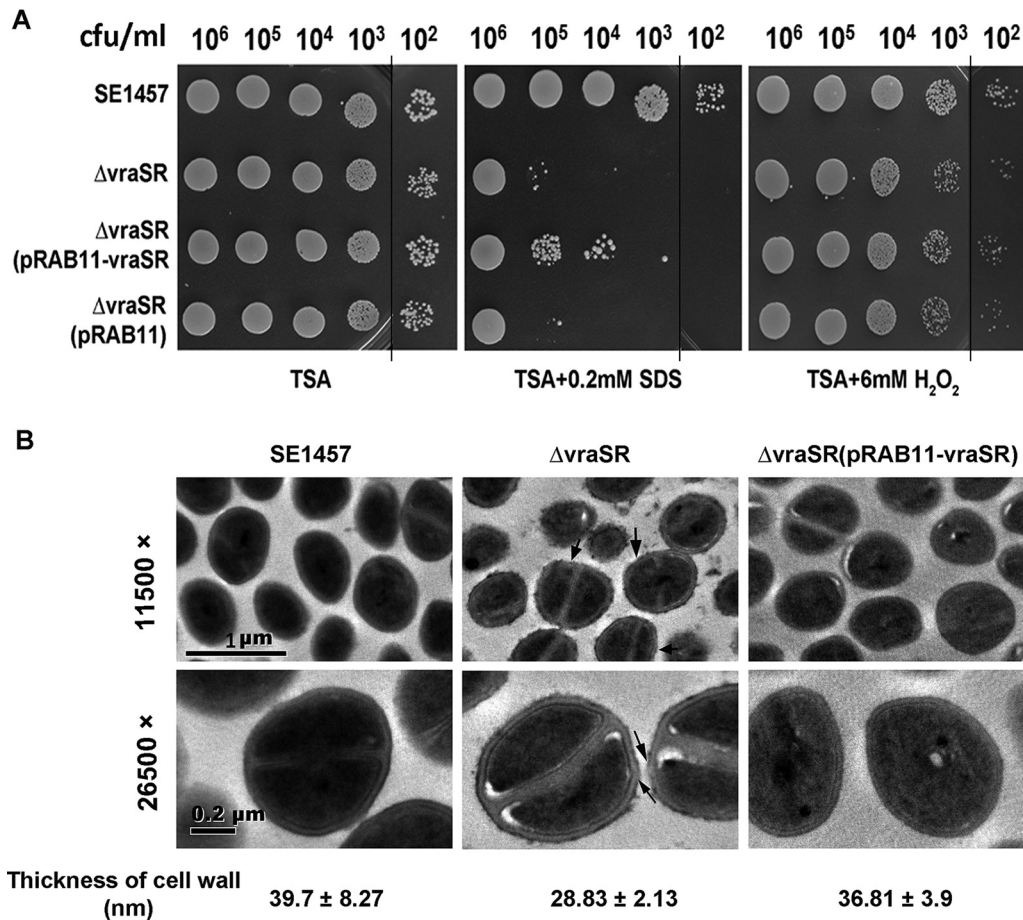 A
cfu/ml 10⁶ 10⁵ 10⁴ 10³ 10² 10⁶ 10⁵ 10⁴ 10³ 10² 10⁶ 10⁵ 10⁴ 10³ 10²
SE1457
ΔvraSR
ΔvraSR
(pRAB11-vraSR
ΔvraSR
(pRAB11)
TSA TSA+0.2mM SDS TSA+6mM H₂O₂
B
SE1457 ΔvraSR ΔvraSR(pRAB11-vraSR)
11500 ×
1 μm
26500 ×
0.2 μm
Thickness of cell wall
(nm)
39.7 ± 8.27 28.83 ± 2.13 36.81 ± 3.9